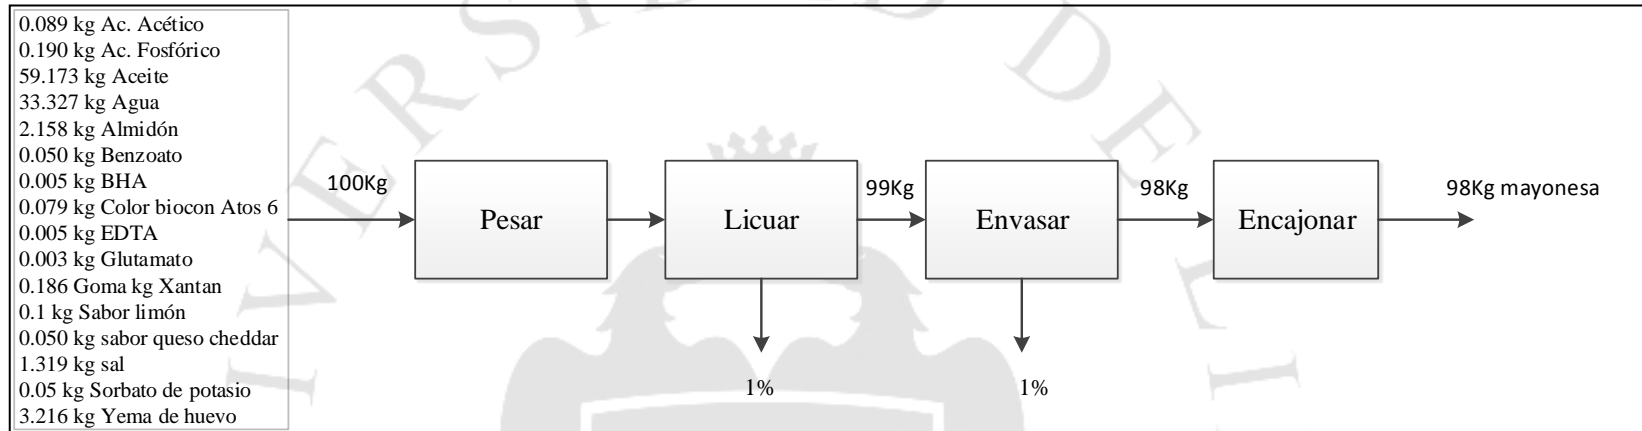 0.089 kg Ac. Acético
0.190 kg Ac. Fosfórico
59.173 kg Aceite
33.327 kg Agua
2.158 kg Almidón
0.050 kg Benzoato
0.005 kg BHA
0.079 kg Color biocon Atos 6
0.005 kg EDTA
0.003 kg Glutamato
0.186 Goma kg Xantan
0.1 kg Sabor limón
0.050 kg sabor queso cheddar
1.319 kg sal
0.05 kg Sorbato de potasio
3.216 kg Yema de huevo
100Kg
Pesar
Licuar
99Kg
Envasar
98Kg
Encajonar
98Kg mayonesa
1%
1%
IVERSIDAD DE LI